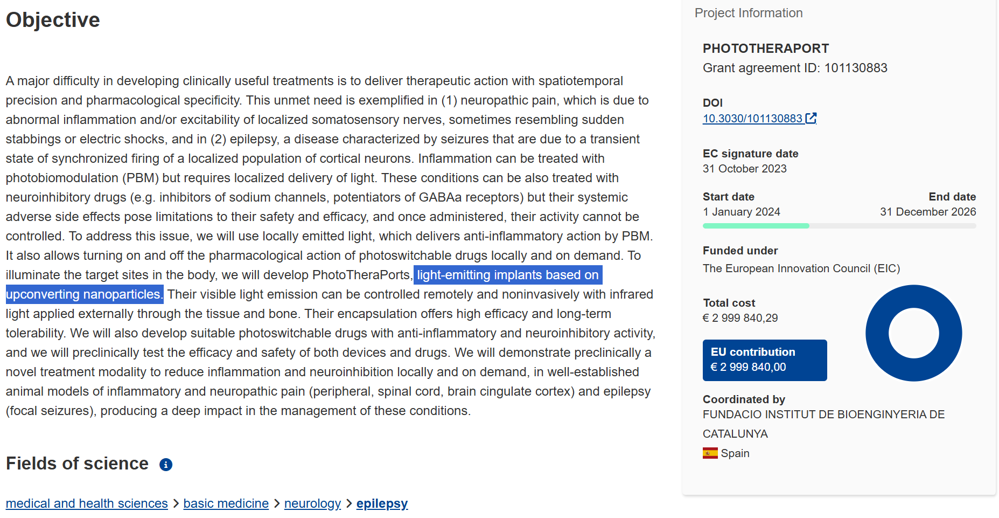 Objective
A major difficulty in developing clinically useful treatments is to deliver therapeutic action with spatiotemporal
precision and pharmacological specificity. This unmet need is exemplified in (1) neuropathic pain, which is due to
abnormal inflammation and/or excitability of localized somatosensory nerves, sometimes resembling sudden
stabbings or electric shocks, and in (2) epilepsy, a disease characterized by seizures that are due to a transient
state of synchronized firing of a localized population of cortical neurons. Inflammation can be treated with
photobiomodulation (PBM) but requires localized delivery of light. These conditions can be also treated with
neuroinhibitory drugs (e.g. inhibitors of sodium channels, potentiators of GABAa receptors) but their systemic
adverse side effects pose limitations to their safety and efficacy, and once administered, their activity cannot be
controlled. To address this issue, we will use locally emitted light, which delivers anti-inflammatory action by PBM.
It also allows turning on and off the pharmacological action of photoswitchable drugs locally and on demand. To
illuminate the target sites in the body, we will develop PhotoTheraPorts, light-emitting implants based on
upconverting nanoparticles. Their visible light emission can be controlled remotely and noninvasively with infrared
light applied externally through the tissue and bone. Their encapsulation offers high efficacy and long-term
tolerability. We will also develop suitable photoswitchable drugs with anti-inflammatory and neuroinhibitory activity,
and we will preclinically test the efficacy and safety of both devices and drugs. We will demonstrate preclinically a
novel treatment modality to reduce inflammation and neuroinhibition locally and on demand, in well-established
animal models of inflammatory and neuropathic pain (peripheral, spinal cord, brain cingulate cortex) and epilepsy
(focal seizures), producing a deep impact in the management of these conditions.
Fields of science
medical and health sciences > basic medicine > neurology > epilepsy
Project Information
PHOTOTHERAPORT
Grant agreement ID: 101130883
DOI
10.3030/101130883
EC signature date
31 October 2023
Start date End date
1 January 2024 31 December 2026
Funded under
The European Innovation Council (EIC)
Total cost
€ 2 999 840,29
EU contribution
€ 2 999 840,00
Coordinated by
FUNDACIO INSTITUT DE BIOENGINYERIA DE
CATALUNYA
Spain